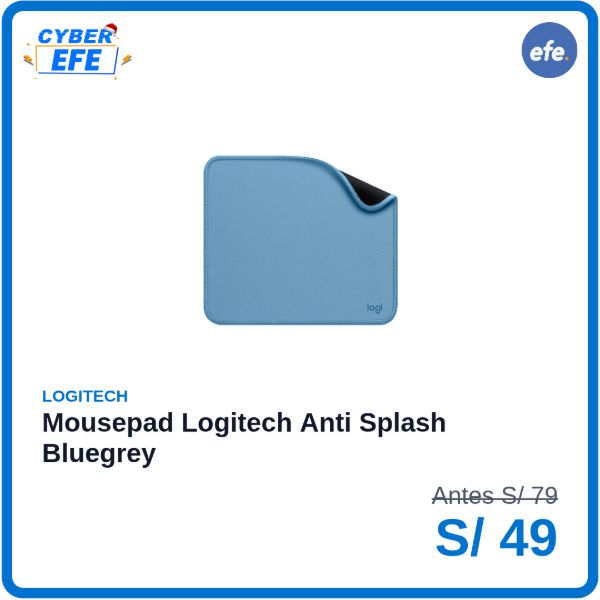 CYBER
EFE
efe.
logi
LOGITECH
Mousepad Logitech Anti Splash
Bluegrey
Antes S/ 79
S/ 49